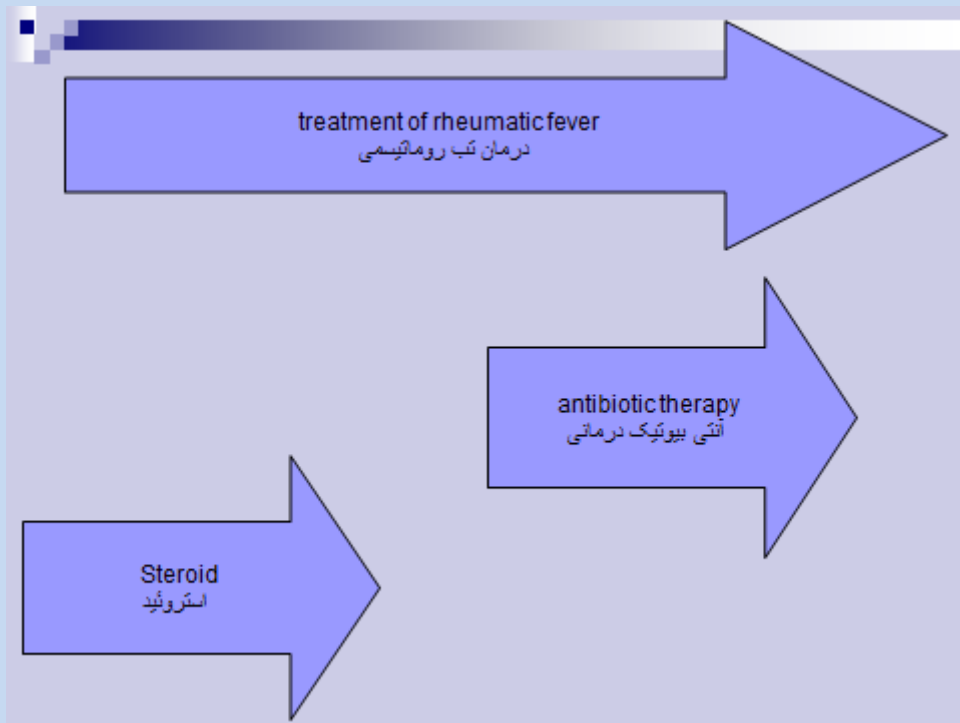 treatment of rheumatic fever
درمان تب روماتیسمی
antibiotic therapy
آنتی بیوتیک درمانی
Steroid
استروئید